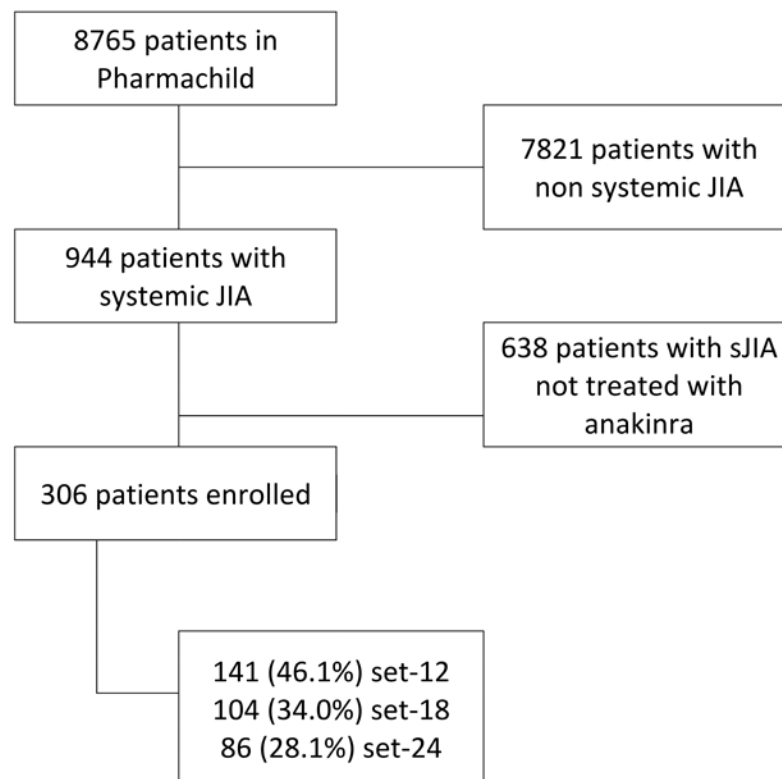 8765 patients in
Pharmachild
7821 patients with
non systemic JIA
944 patients with
systemic JIA
638 patients with sJIA
not treated with
anakinra
306 patients enrolled
141 (46.1%) set-12
104 (34.0%) set-18
86 (28.1%) set-24